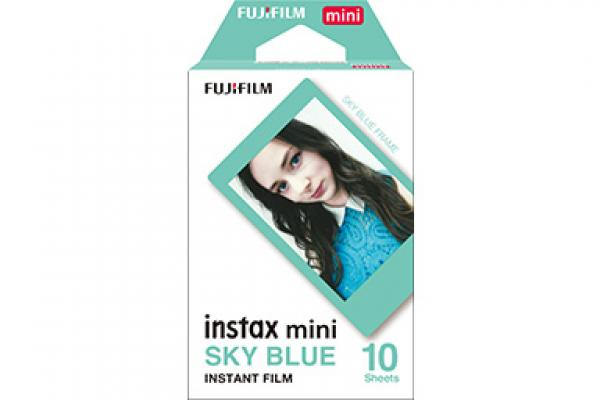 FUJIFILM mini
FUJIFILM
SKY BLUE FRAME
instax mini
SKY BLUE 10
INSTANT FILM Sheets